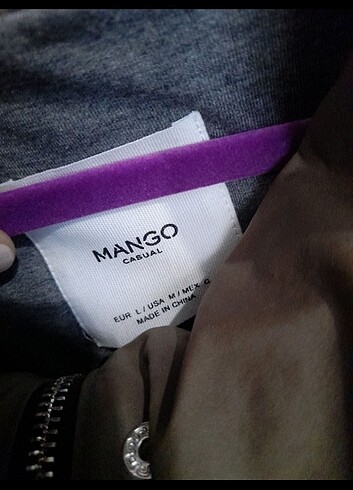 MANGO
CASUAL
EUR L / USA M / MEX G
MADE IN CHINA